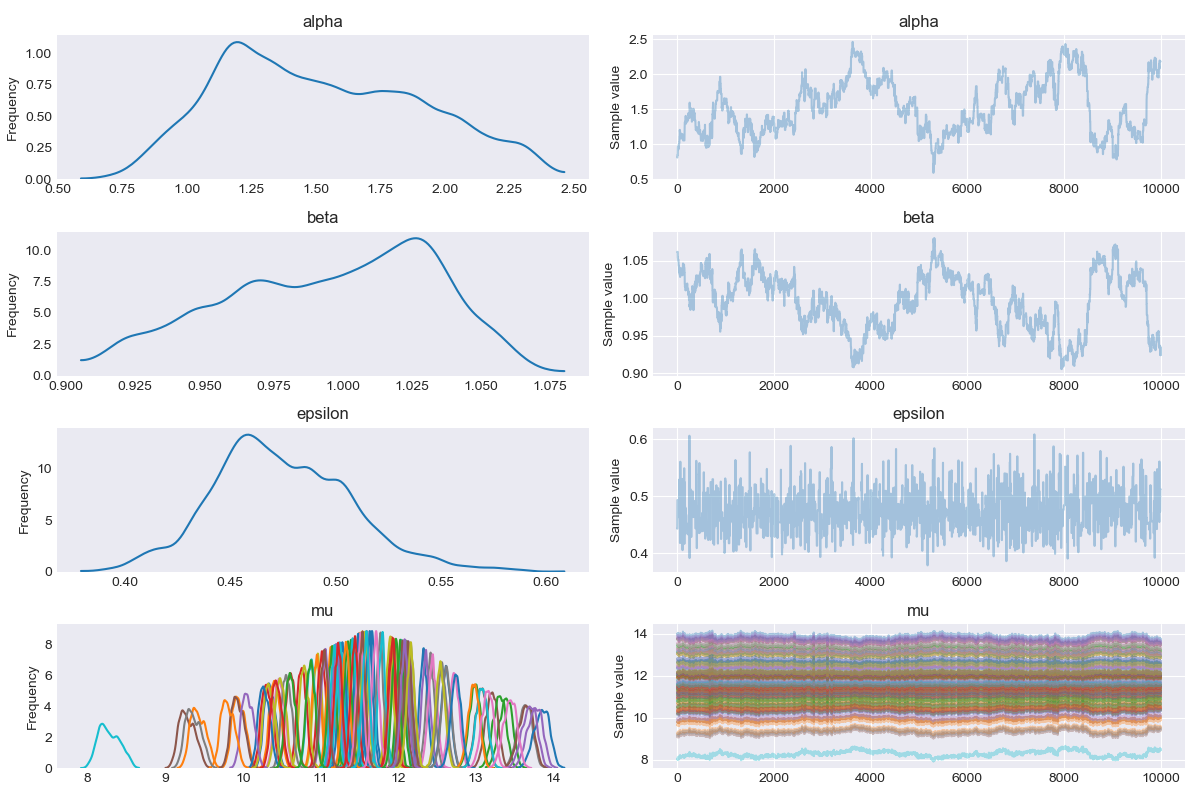 alpha
alpha
Frequency
1.00
0.75
0.50
0.25
0.00
0.50 0.75 1.00 1.25 1.50 1.75 2.00 2.25 2.50
Sample value
2.5
2.0
1.5
1.0
0.5
0 2000 4000 6000 8000 10000
beta
beta
Frequency
10.0
7.5
5.0
2.5
0.0
0.900 0.925 0.950 0.975 1.000 1.025 1.050 1.075
Sample value
1.05
1.00
0.95
0.90
0 2000 4000 6000 8000 10000
epsilon
epsilon
Frequency
10
5
0
0.40 0.45 0.50 0.55 0.60
Sample value
0.6
0.5
0.4
0 2000 4000 6000 8000 10000
mu
mu
Frequency
8
6
4
2
0
8 9 10 11 12 13 14
Sample value
14
12
10
8
0 2000 4000 6000 8000 10000